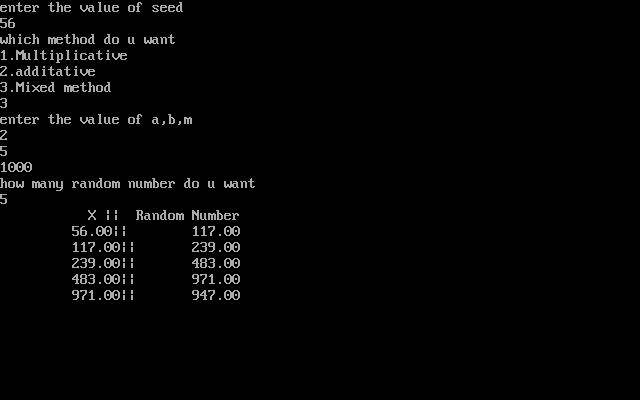 enter the value of seed
56
which method do u want
1.Multiplicative
2.additative
3.Mixed method
3
enter the value of a,b,m
2
5
1000
how many random number do u want
5
X || Random Number
56.00|| 117.00
117.00|| 239.00
239.00|| 483.00
483.00|| 971.00
971.00|| 947.00